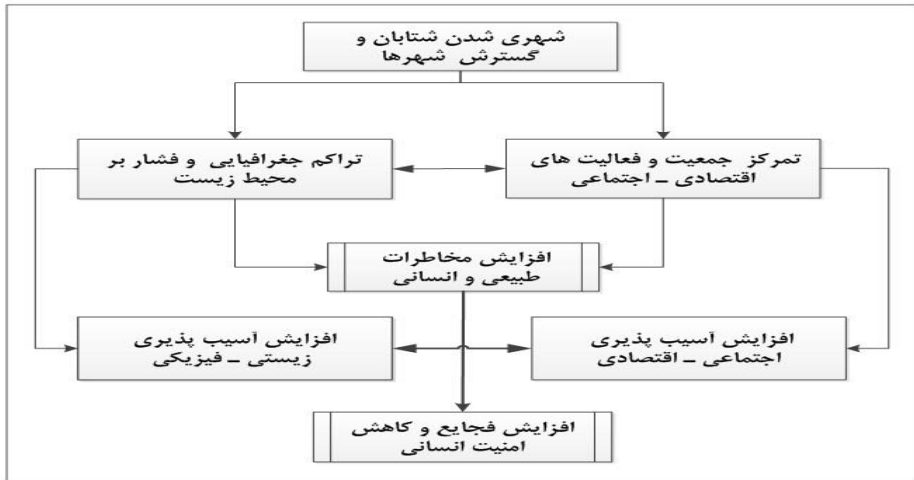 شهری شدن شتابان و
گسترش شهرها
تمرکز جمعیت و فعالیت های
اقتصادی ـ اجتماعی
تراکم جغرافیایی و فشار بر
محیط زیست
افزایش مخاطرات
طبیعی و انسانی
افزایش آسیب پذیری
اجتماعی ـ اقتصادی
افزایش آسیب پذیری
زیستی ـ فیزیکی
افزایش فجایع و کاهش
امنیت انسانی